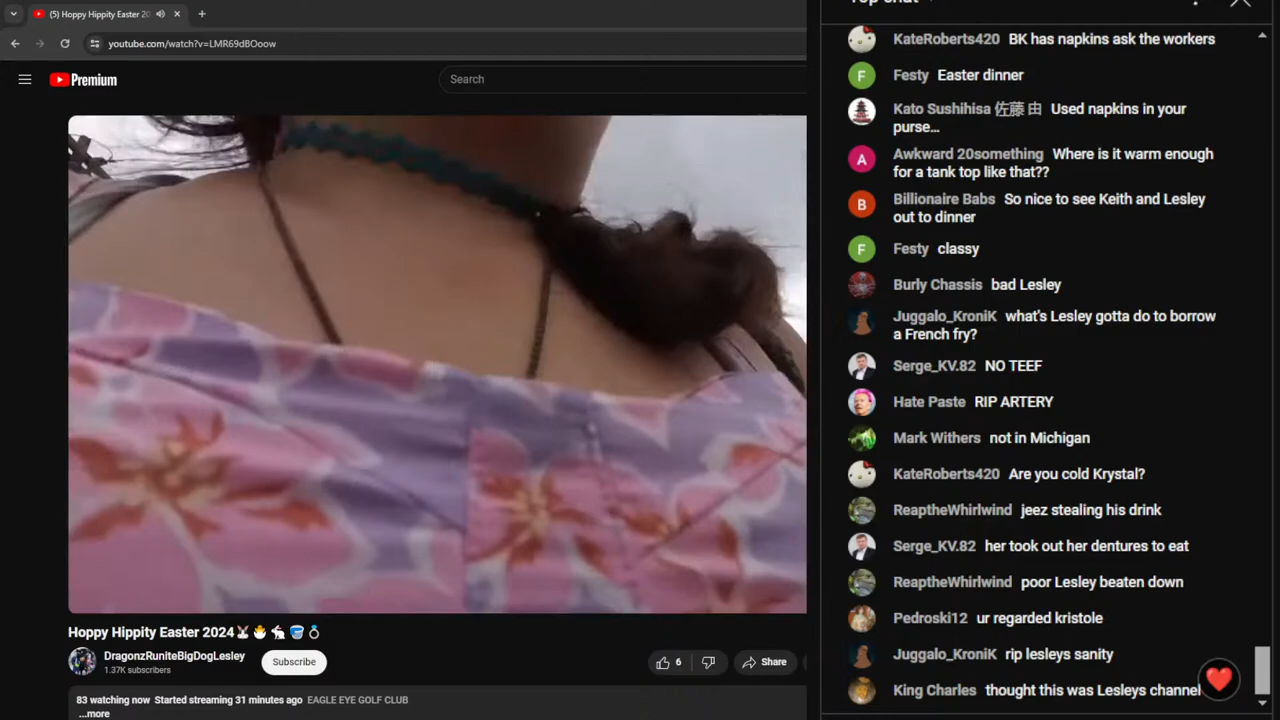 (5) Hoppy Hippity Easter 20
youtube.com/watch?v=LMR69dBOoow
Premium
Search
Hoppy Hippity Easter 2024🐰🐣 🐇 🪣 💍
DragonzRuniteBigDogLesley
1.37K subscribers
Subscribe
6
Share
83 watching now Started streaming 31 minutes ago EAGLE EYE GOLF CLUB
...more
Top chat
KateRoberts420 BK has napkins ask the workers
F Festy Easter dinner
Kato Sushihisa 佐藤 由 Used napkins in your
purse…
A Awkward 20something Where is it warm enough
for a tank top like that??
B Billionaire Babs So nice to see Keith and Lesley
out to dinner
F Festy classy
Burly Chassis bad Lesley
Juggalo_KroniK what's Lesley gotta do to borrow
a French fry?
Serge_KV.82 NO TEEF
Hate Paste RIP ARTERY
Mark Withers not in Michigan
KateRoberts420 Are you cold Krystal?
ReaptheWhirlwind jeez stealing his drink
Serge_KV.82 her took out her dentures to eat
ReaptheWhirlwind poor Lesley beaten down
Pedroski12 ur regarded kristole
Juggalo_KroniK rip lesleys sanity
King Charles thought this was Lesleys channel